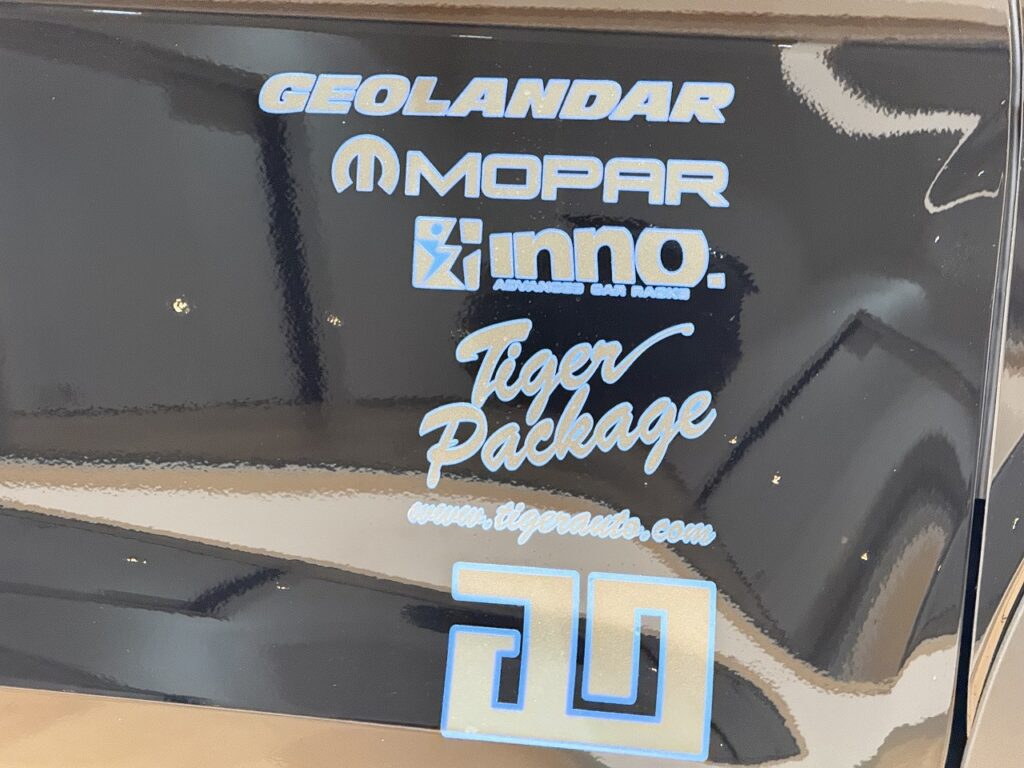 GEOLANDAR
MOPAR
inno.
ADVANCED CAR RACKS
Tiger
Package
www.tigerauto.com